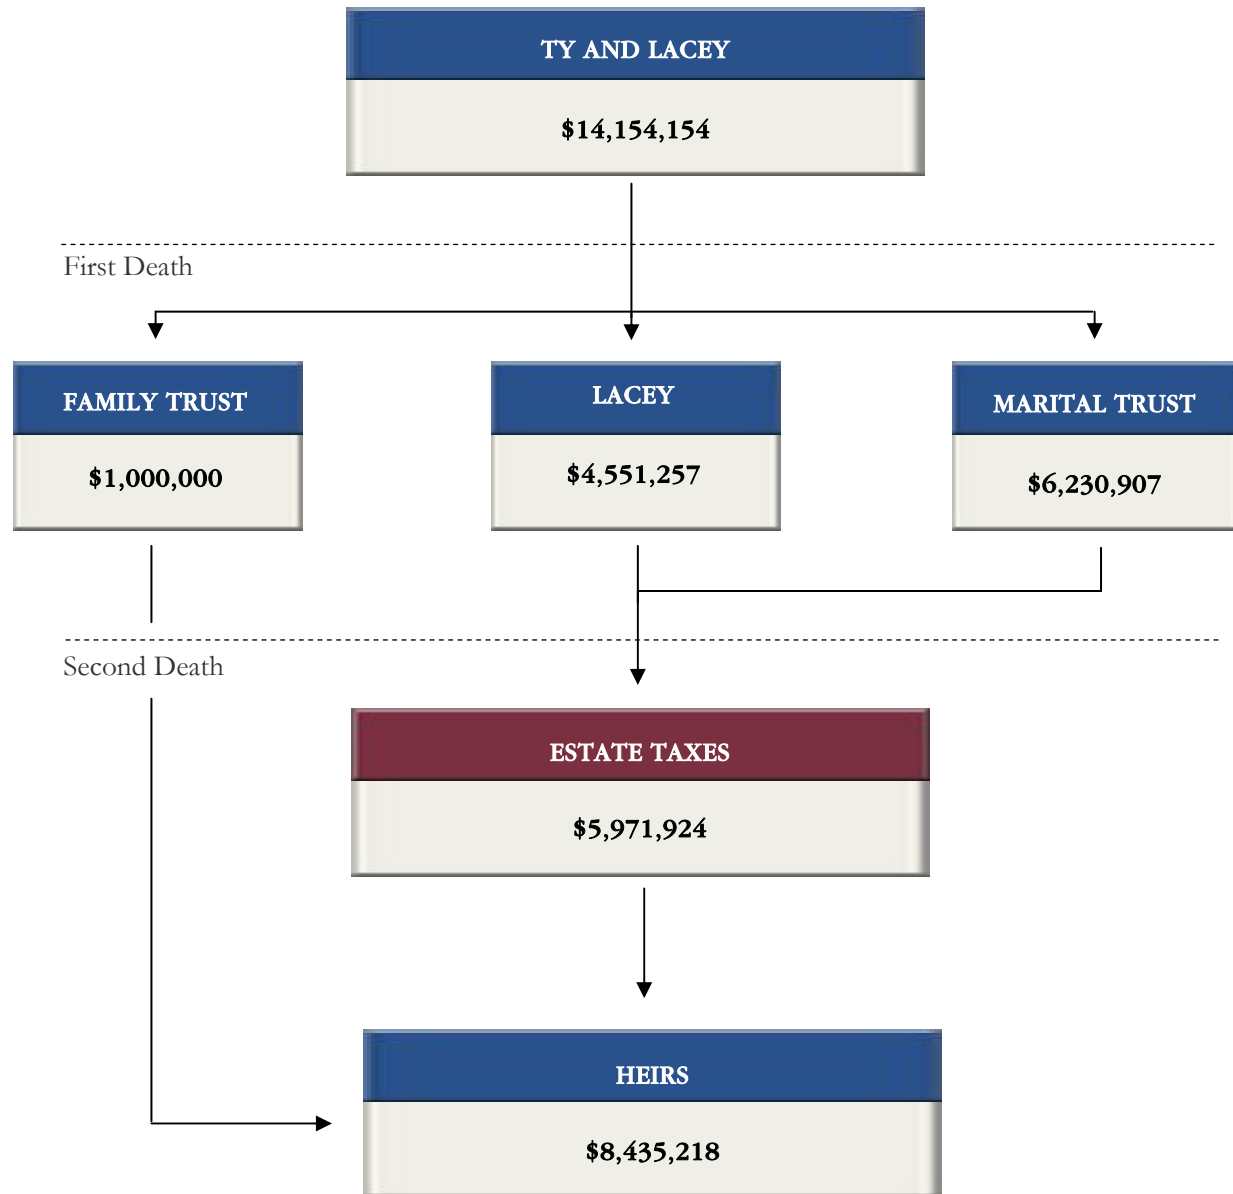 TY AND LACEY
$14,154,154
First Death
FAMILY TRUST
$1,000,000
LACEY
$4,551,257
MARITAL TRUST
$6,230,907
Second Death
ESTATE TAXES
$5,971,924
HEIRS
$8,435,218